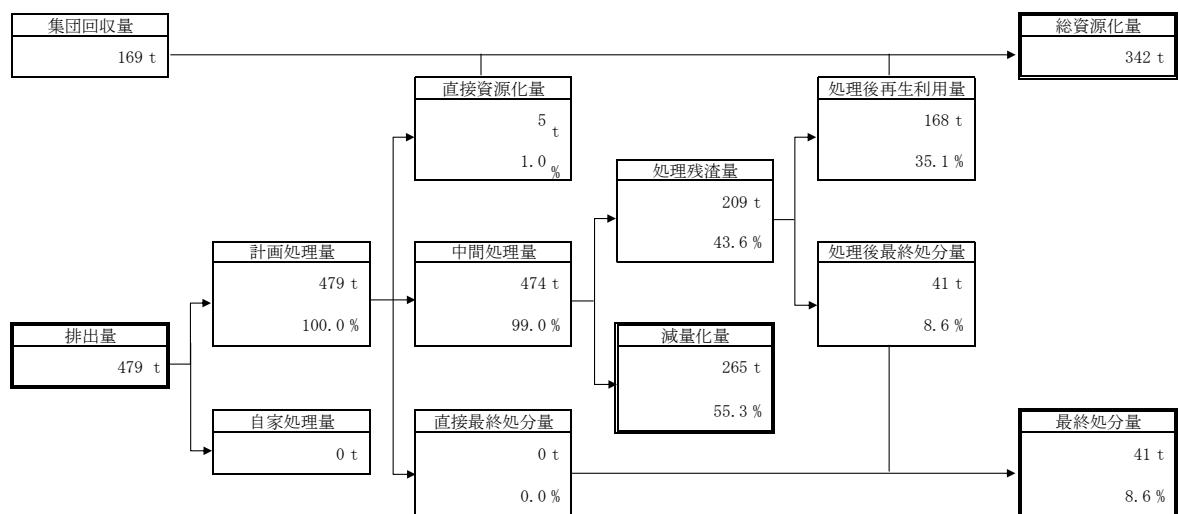 集団回収量
169 t
総資源化量
342 t
直接資源化量
5 t
1.0 %
処理後再生利用量
168 t
35.1 %
処理残渣量
209 t
43.6 %
計画処理量
479 t
100.0 %
中間処理量
474 t
99.0 %
処理後最終処分量
41 t
8.6 %
排出量
479 t
減量化量
265 t
55.3 %
自家処理量
0 t
直接最終処分量
0 t
0.0 %
最終処分量
41 t
8.6 %